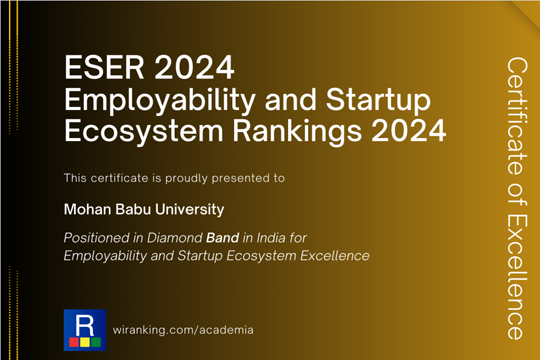 ESER 2024
Employability and Startup
Ecosystem Rankings 2024
This certificate is proudly presented to
Mohan Babu University
Positioned in Diamond Band in India for
Employability and Startup Ecosystem Excellence
R
wiranking.com/academia
Certificate of Excellence